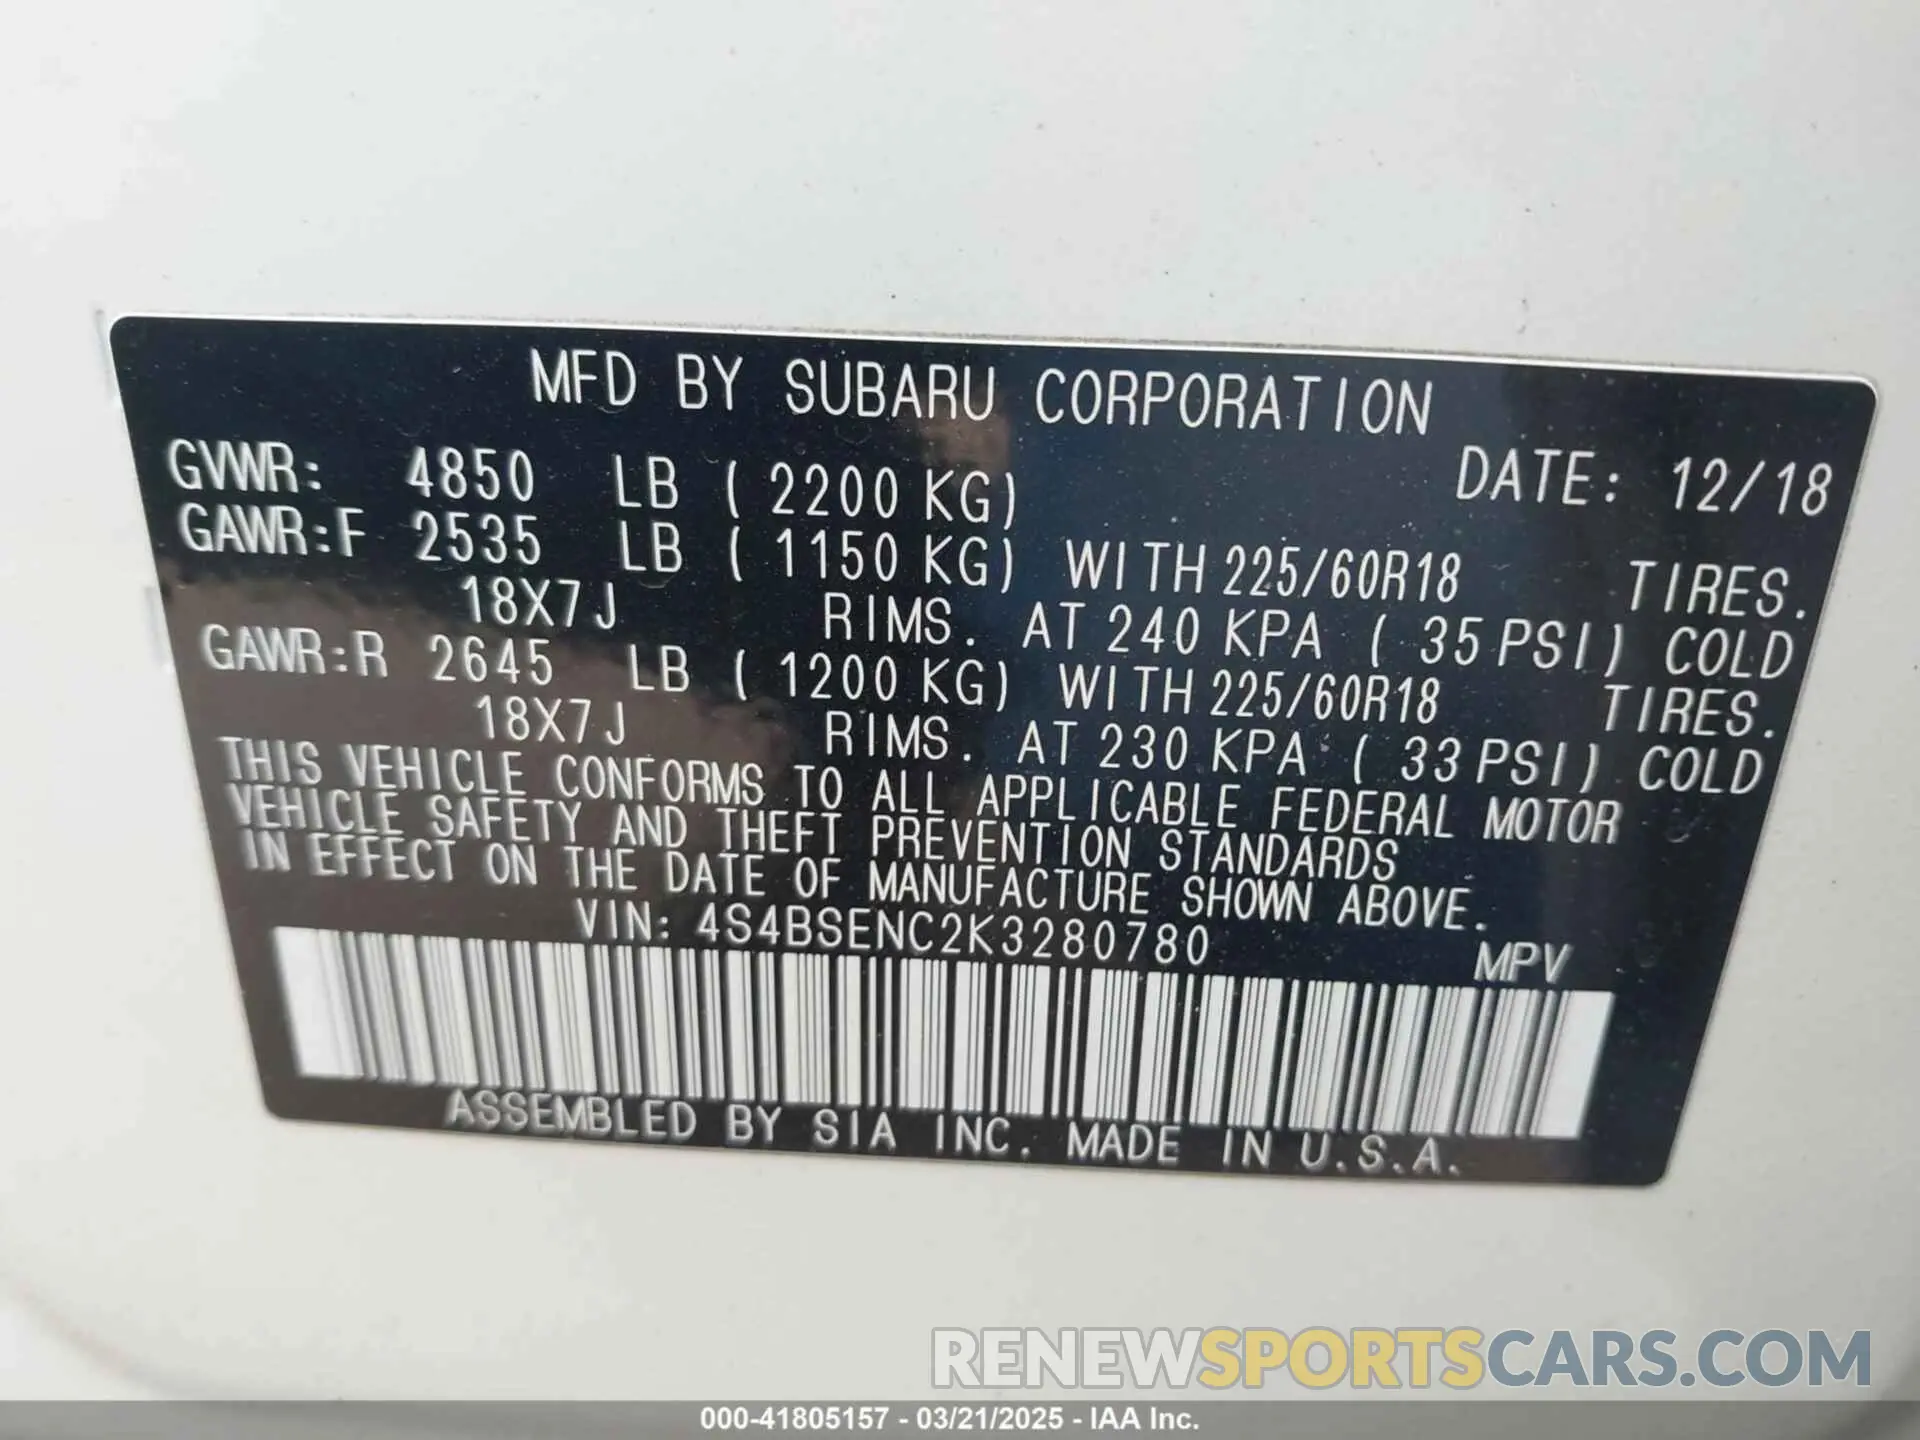 MFD BY SUBARU CORPORATION
GVWR: 4850 LB ( 2200 KG) DATE: 12/18
GAWR:F 2535 LB ( 1150 KG) WITH 225/60R18 TIRES.
18X7J RIMS. AT 240 KPA ( 35 PSI) COLD
GAWR:R 2645 LB ( 1200 KG) WITH 225/60R18 TIRES.
18X7J RIMS. AT 230 KPA ( 33 PSI) COLD
THIS VEHICLE CONFORMS TO ALL APPLICABLE FEDERAL MOTOR
VEHICLE SAFETY AND THEFT PREVENTION STANDARDS
IN EFFECT ON THE DATE OF MANUFACTURE SHOWN ABOVE.
VIN: 4S4BSENC2K3280780 MPV
ASSEMBLED BY SIA INC. MADE IN U.S.A.
RENEWSPORTSCARS.COM
000-41805157 - 03/21/2025 - IAA Inc.